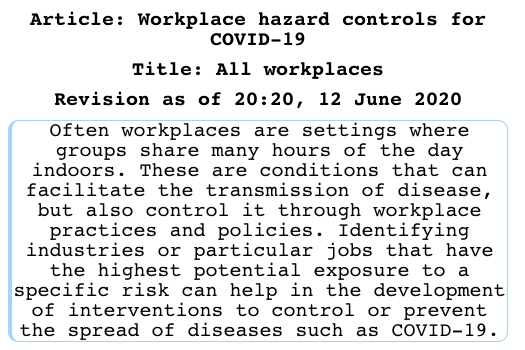 Article: Workplace hazard controls for
COVID-19
Title: All workplaces
Revision as of 20:20, 12 June 2020
Often workplaces are settings where
groups share many hours of the day
indoors. These are conditions that can
facilitate the transmission of disease,
but also control it through workplace
practices and policies. Identifying
industries or particular jobs that have
the highest potential exposure to a
specific risk can help in the development
of interventions to control or prevent
the spread of diseases such as COVID-19.